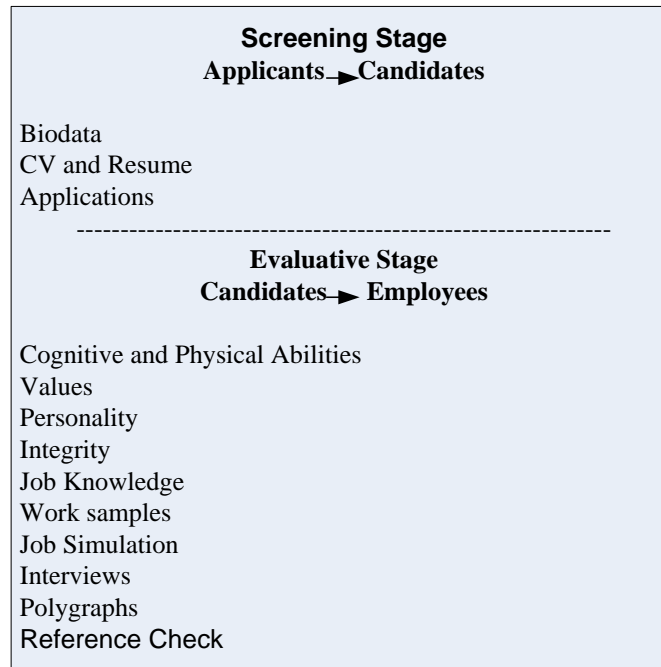 Screening Stage
Applicants Candidates
Biodata
CV and Resume
Applications
-------------------------------------------------------------
Evaluative Stage
Candidates Employees
Cognitive and Physical Abilities
Values
Personality
Integrity
Job Knowledge
Work samples
Job Simulation
Interviews
Polygraphs
Reference Check